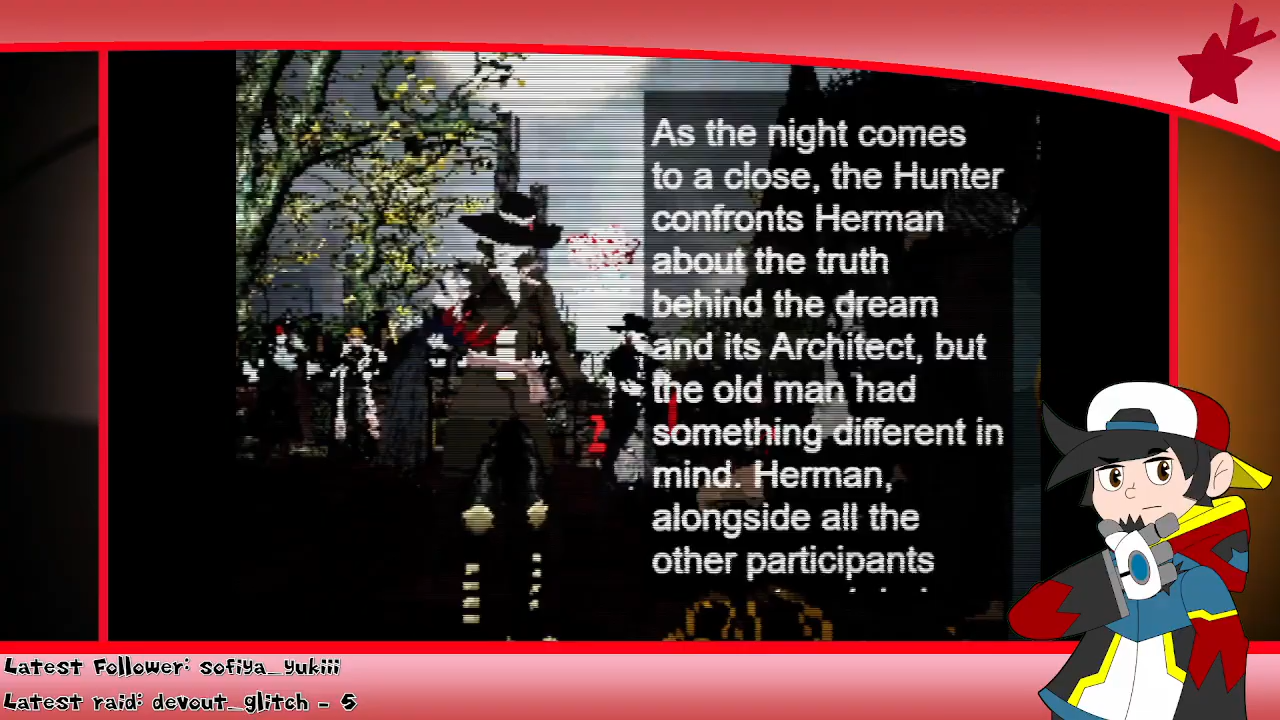 As the night comes
to a close, the Hunter
confronts Herman
about the truth
behind the dream
and its Architect, but
the old man had
something different in
mind. Herman,
alongside all the
other participants
Latest Follower: sofiya_yukiii
Latest raid: devout_glitch - 5